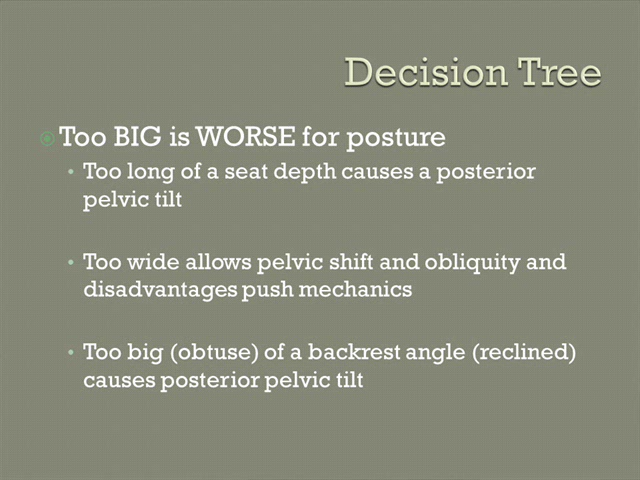 Decision Tree
Too BIG is WORSE for posture
• Too long of a seat depth causes a posterior
pelvic tilt
• Too wide allows pelvic shift and obliquity and
disadvantages push mechanics
• Too big (obtuse) of a backrest angle (reclined)
causes posterior pelvic tilt